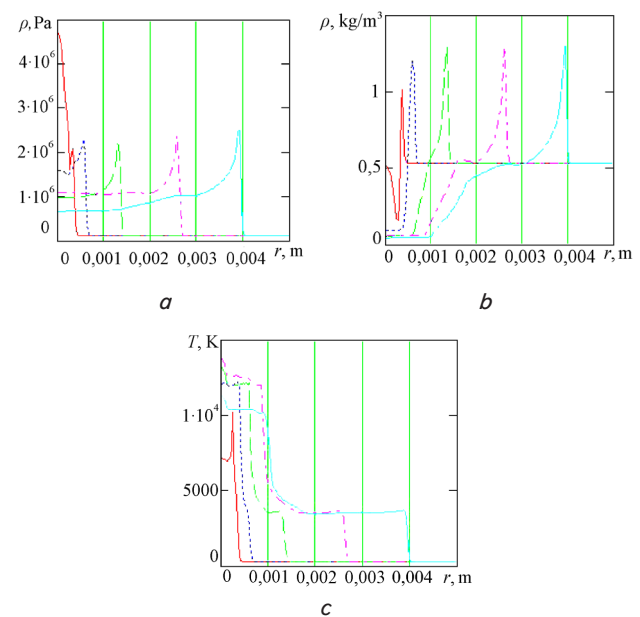 ρ, Pa
4·10⁶
3·10⁶
2·10⁶
1·10⁶
0
0 0,001 0,002 0,003 0,004 r, m
a
ρ, kg/m³
1
0,5
0
0 0,001 0,002 0,003 0,004 r, m
b
T, K
1·10⁴
5000
0
0 0,001 0,002 0,003 0,004 r, m
c